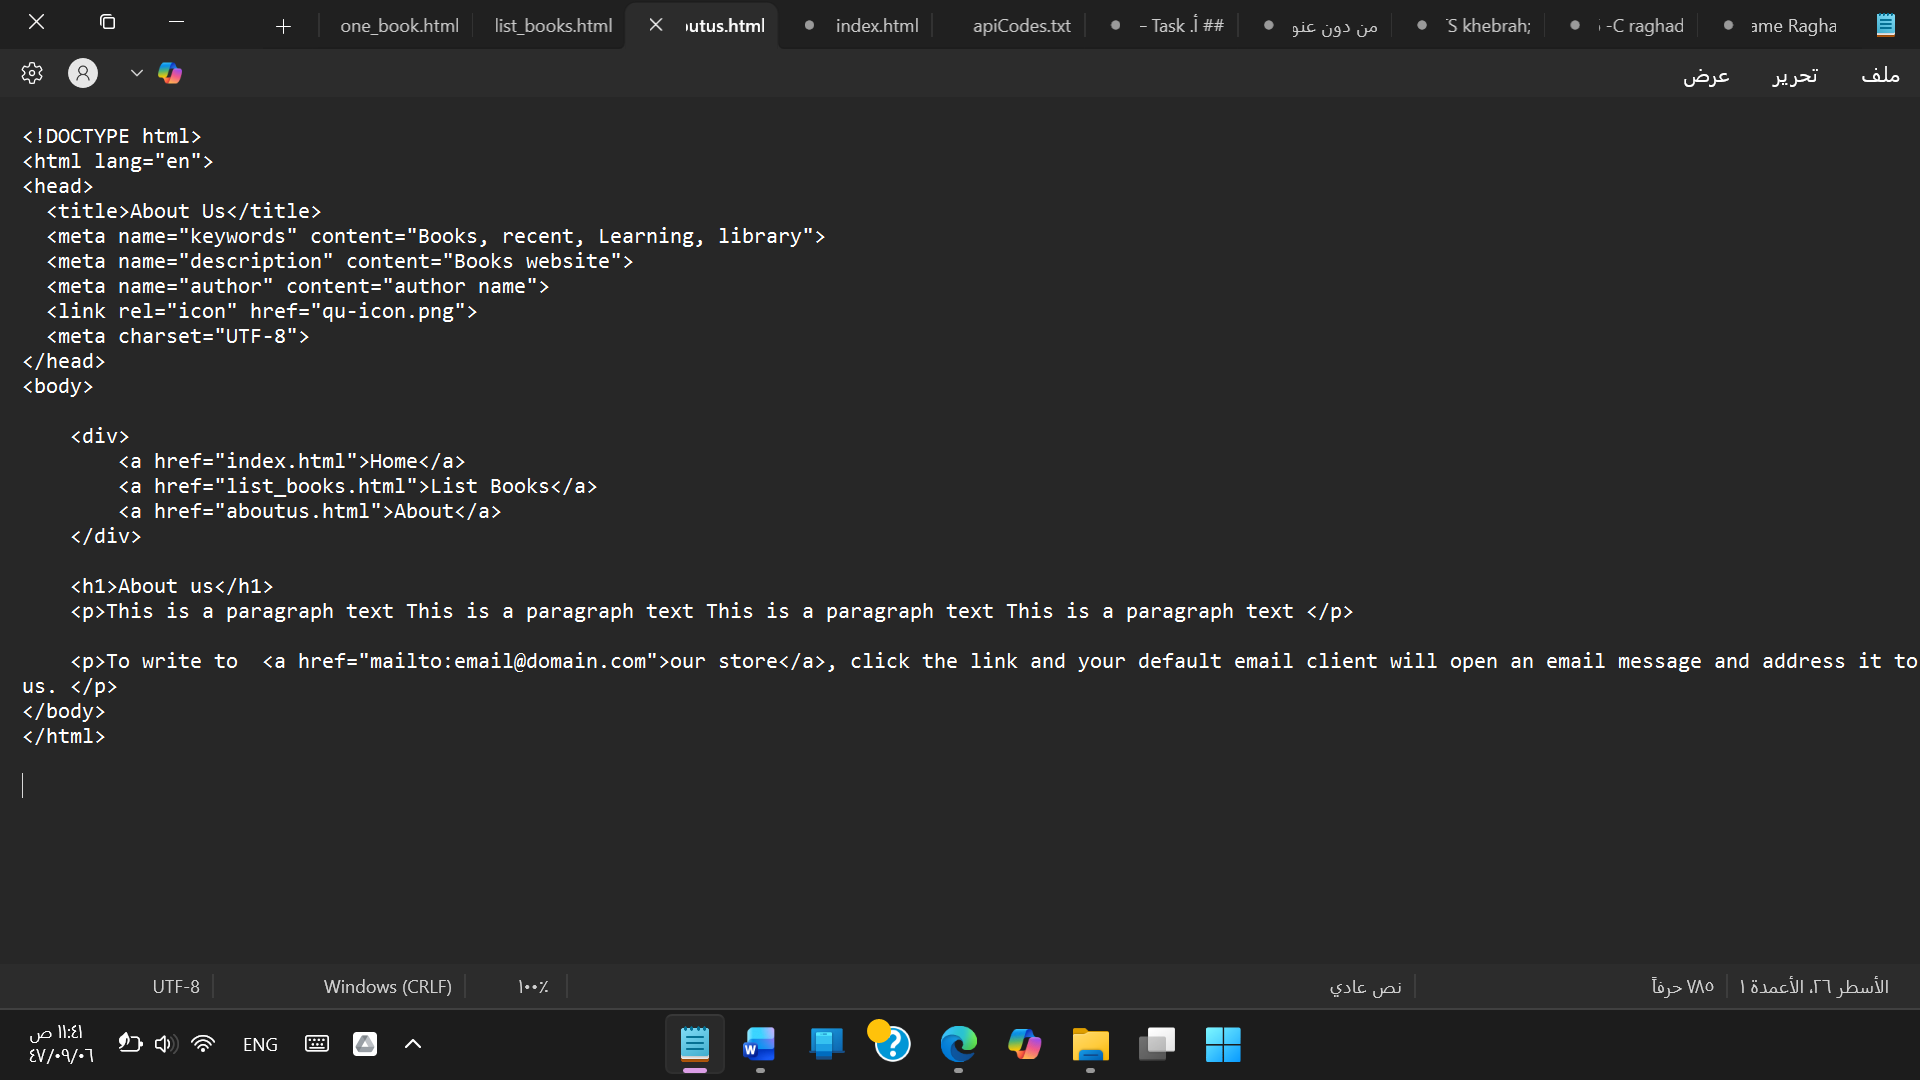 one_book.html
list_books.html
utus.html
index.html
apiCodes.txt
– Task .أ ##
من دون عنو
S khebrah;
-C raghad
ame Ragha
ملف
تحرير
عرض
<!DOCTYPE html>
<html lang="en">
<head>
  <title>About Us</title>
  <meta name="keywords" content="Books, recent, Learning, library">
  <meta name="description" content="Books website">
  <meta name="author" content="author name">
  <link rel="icon" href="qu-icon.png">
  <meta charset="UTF-8">
</head>
<body>
    <div>
        <a href="index.html">Home</a>
        <a href="list_books.html">List Books</a>
        <a href="aboutus.html">About</a>
    </div>
    <h1>About us</h1>
    <p>This is a paragraph text This is a paragraph text This is a paragraph text This is a paragraph text </p>
    <p>To write to  <a href="mailto:email@domain.com">our store</a>, click the link and your default email client will open an email message and address it to
us. </p>
</body>
</html>
الأسطر ٢٦، الأعمدة ١
٧٨٥ حرفاً
نص عادي
١٠٠٪
Windows (CRLF)
UTF-8
ENG
١١:٤١ ص
٤٧/٠٩/٠٦